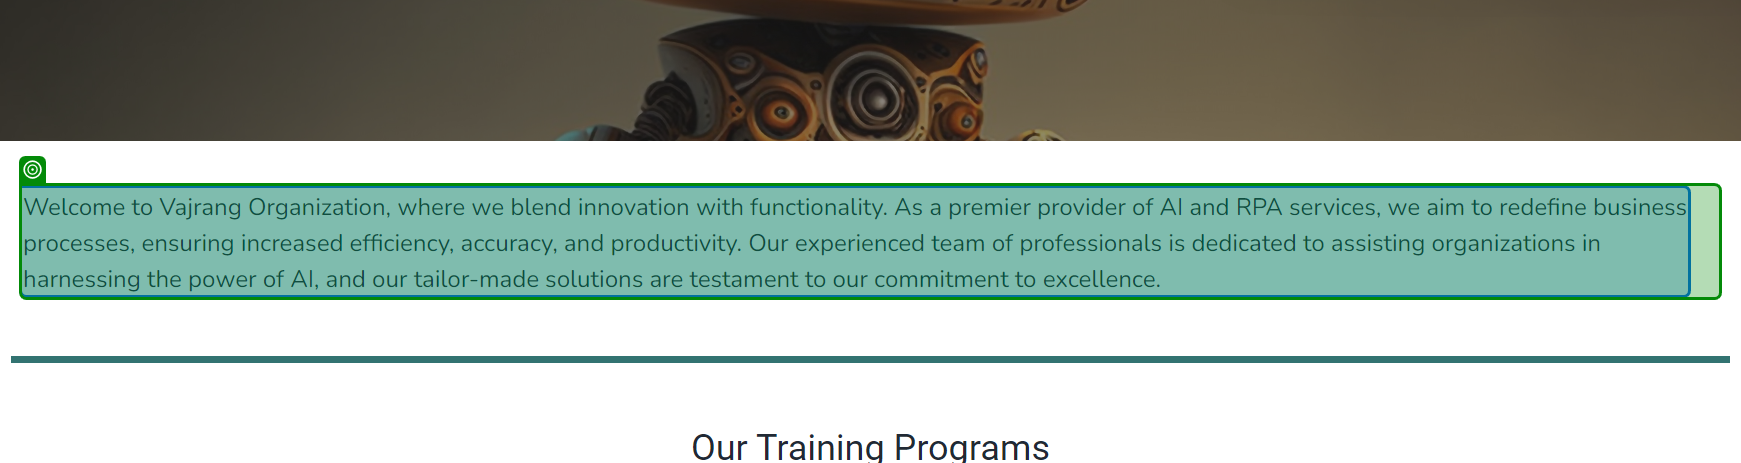 Welcome to Vajrang Organization, where we blend innovation with functionality. As a premier provider of AI and RPA services, we aim to redefine business
processes, ensuring increased efficiency, accuracy, and productivity. Our experienced team of professionals is dedicated to assisting organizations in
harnessing the power of AI, and our tailor-made solutions are testament to our commitment to excellence.
Our Training Programs